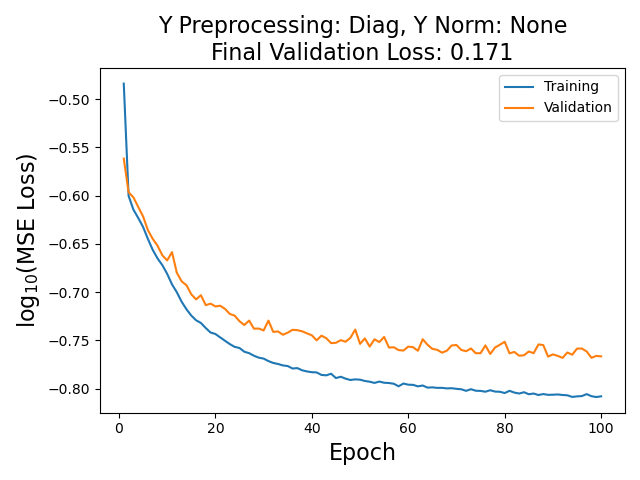 Y Preprocessing: Diag, Y Norm: None
Final Validation Loss: 0.171
Training
Validation
−0.50
−0.55
−0.60
−0.65
−0.70
−0.75
−0.80
log₁₀(MSE Loss)
0 20 40 60 80 100
Epoch